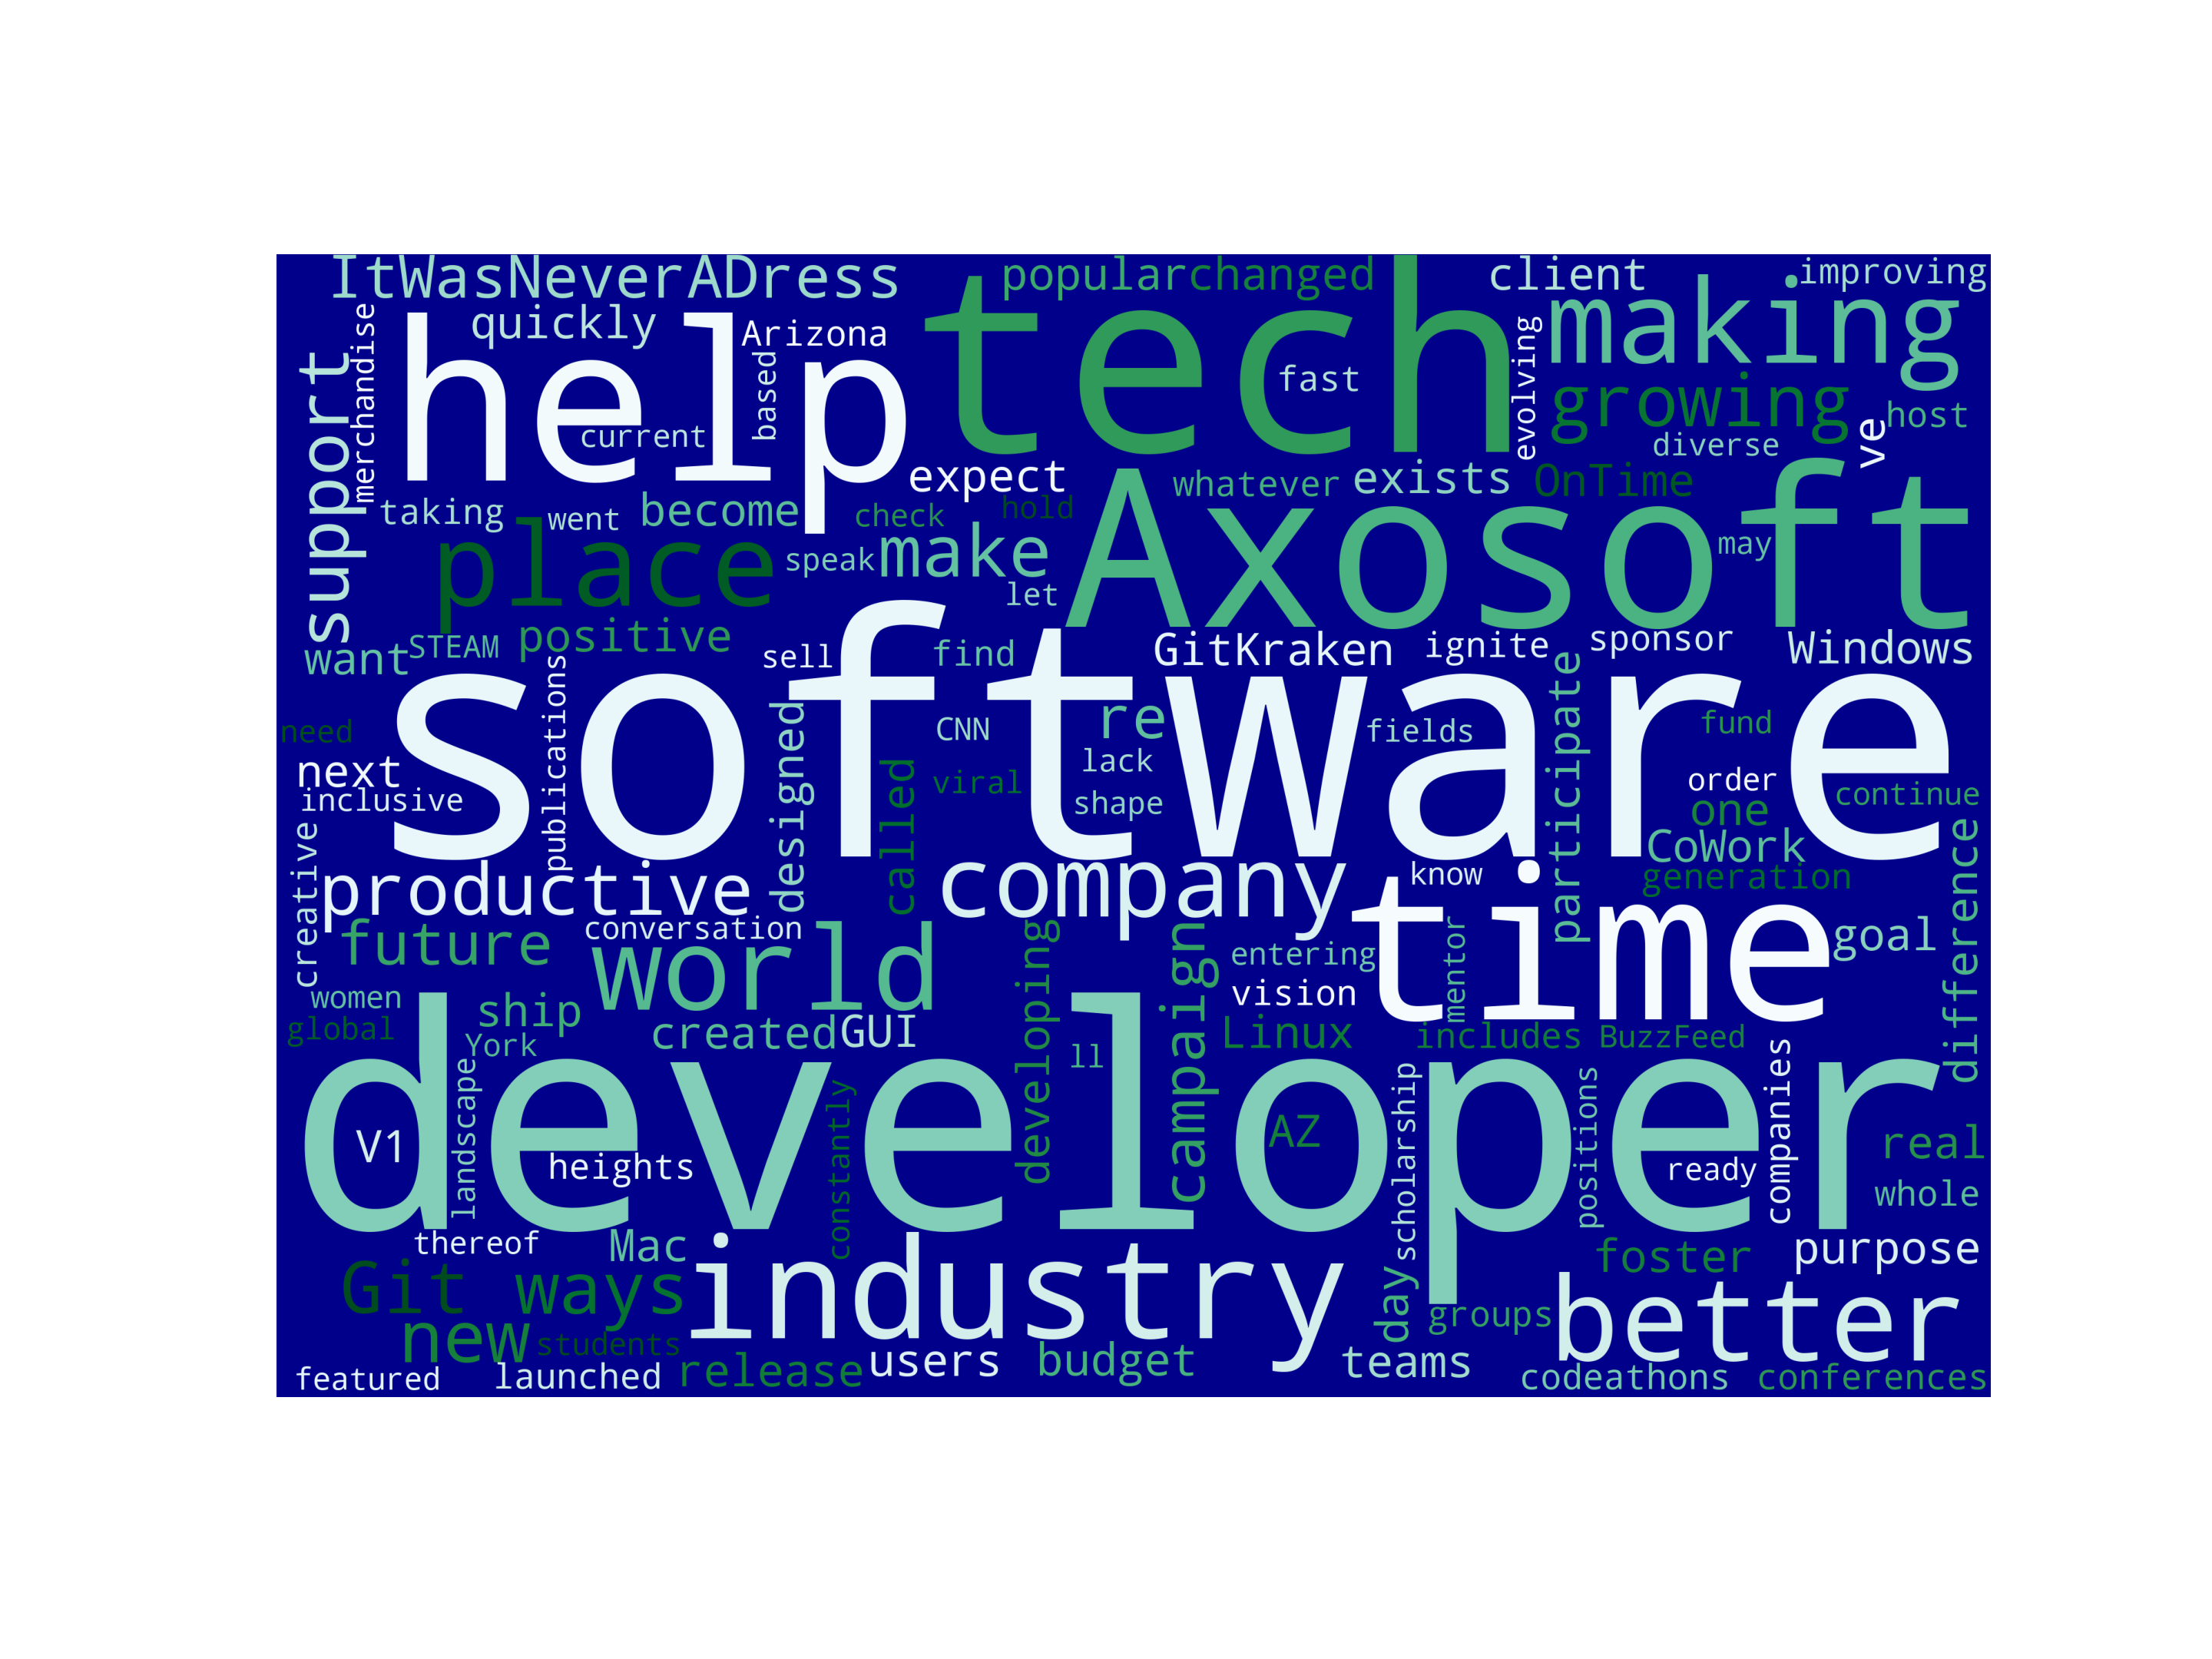 ItWasNeverADress
popular
changed
client
improving
quickly
Arizona
help
tech
making
merchandise
support
based
current
fast
evolving
growing
host
diverse
ve
expect
whatever
exists
OnTime
taking
went
become
check
hold
Axosoft
place
speak
make
may
let
want
STEAM
positive
sell
find
GitKraken
ignite
sponsor
Windows
software
publications
designed
need
CNN
re
fields
participate
fund
next
inclusive
called
viral
lack
shape
order
one
continue
creative
productive
company
know
CoWork
generation
difference
conversation
future
world
developing
campaign
entering
time
mentor
goal
women
ship
vision
global
York
created
GUI
ll
Linux
includes
BuzzFeed
developer
V1
landscape
heights
constantly
AZ
scholarship
positions
ready
companies
real
whole
thereof
Mac
industry
foster
purpose
Git
ways
day
groups
better
new
students
featured
launched
release
users
budget
teams
codeathons
conferences